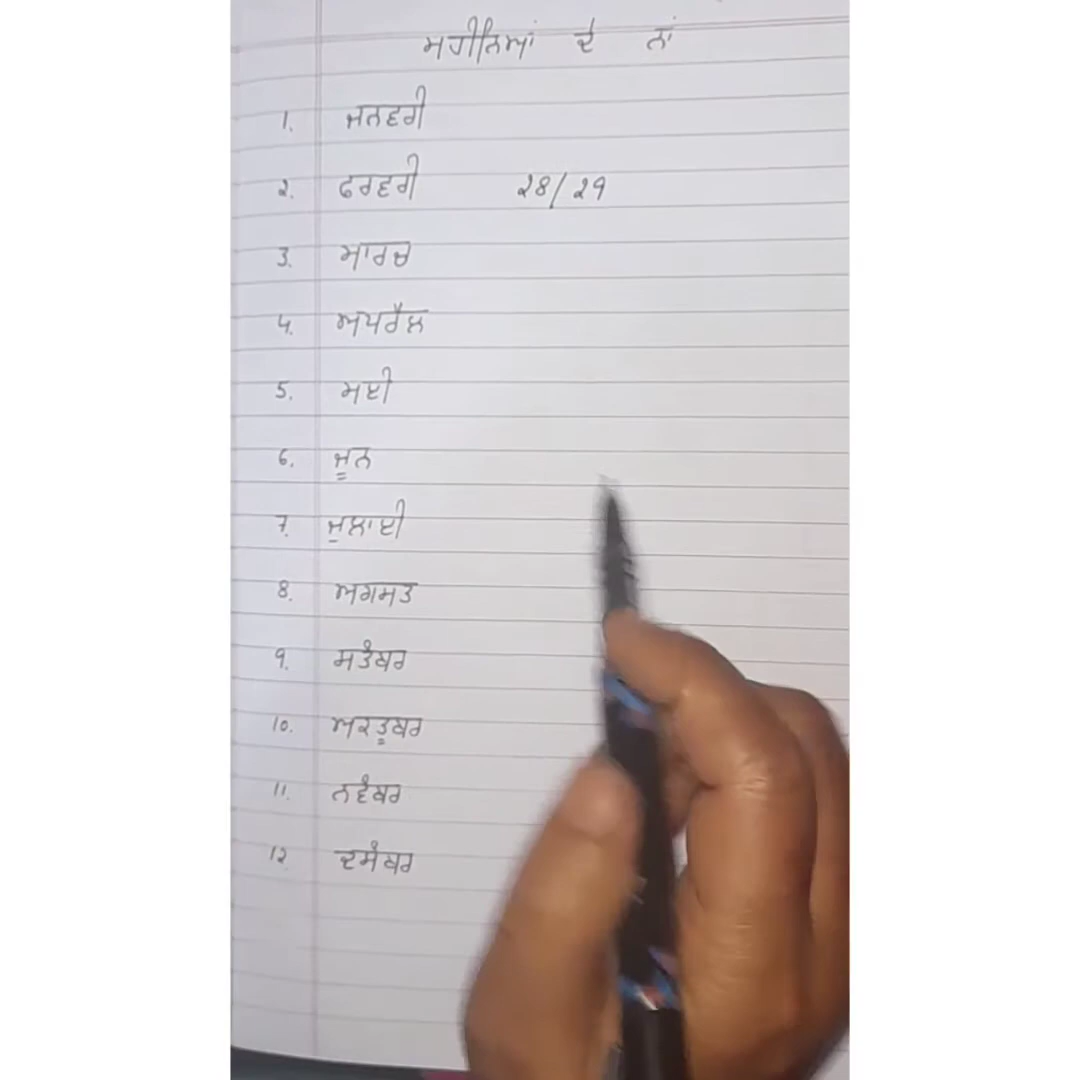 ਮਹੀਨਿਆਂ ਦੇ ਨਾਂ
1. ਜਨਵਰੀ
2. ਫਰਵਰੀ 28/29
3. ਮਾਰਚ
4. ਅਪਰੈਲ
5. ਮਈ
6. ਜੂਨ
7. ਜੁਲਾਈ
8. ਅਗਸਤ
9. ਸਤੰਬਰ
10. ਅਕਤੂਬਰ
11. ਨਵੰਬਰ
12 ਦਸੰਬਰ